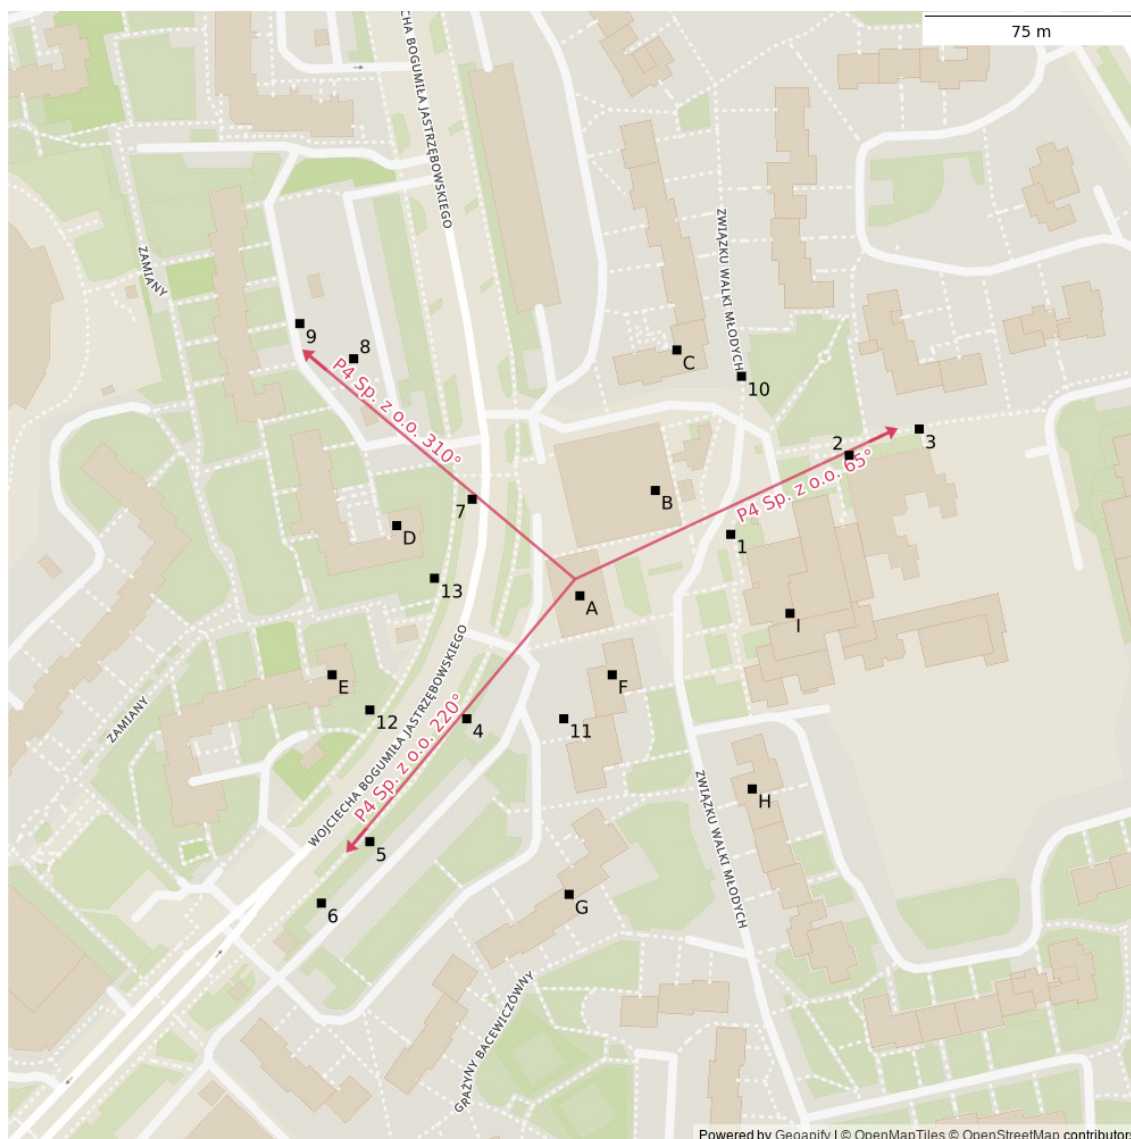 75 m
WOJCIECHA BOGUMIŁA JASTRZĘBOWSKIEGO
CHA BOGUMIŁA JASTRZĘBOWSKIEGO
ZWIĄZKU WALKI MŁODYCH
ZAMIANY
9
8
P4 Sp. z o.o. 310°
C
10
2
3
P4 Sp. z o.o. 65°
7
B
D
1
13
A
I
E
F
12
4
11
P4 Sp. z o.o. 220°
ZAMIANY
ZWIĄZKU WALKI MŁODYCH
H
5
6
G
GRAŻYNY BACEWICZÓWNY
Powered by Geoapify | © OpenMapTiles © OpenStreetMap contributors